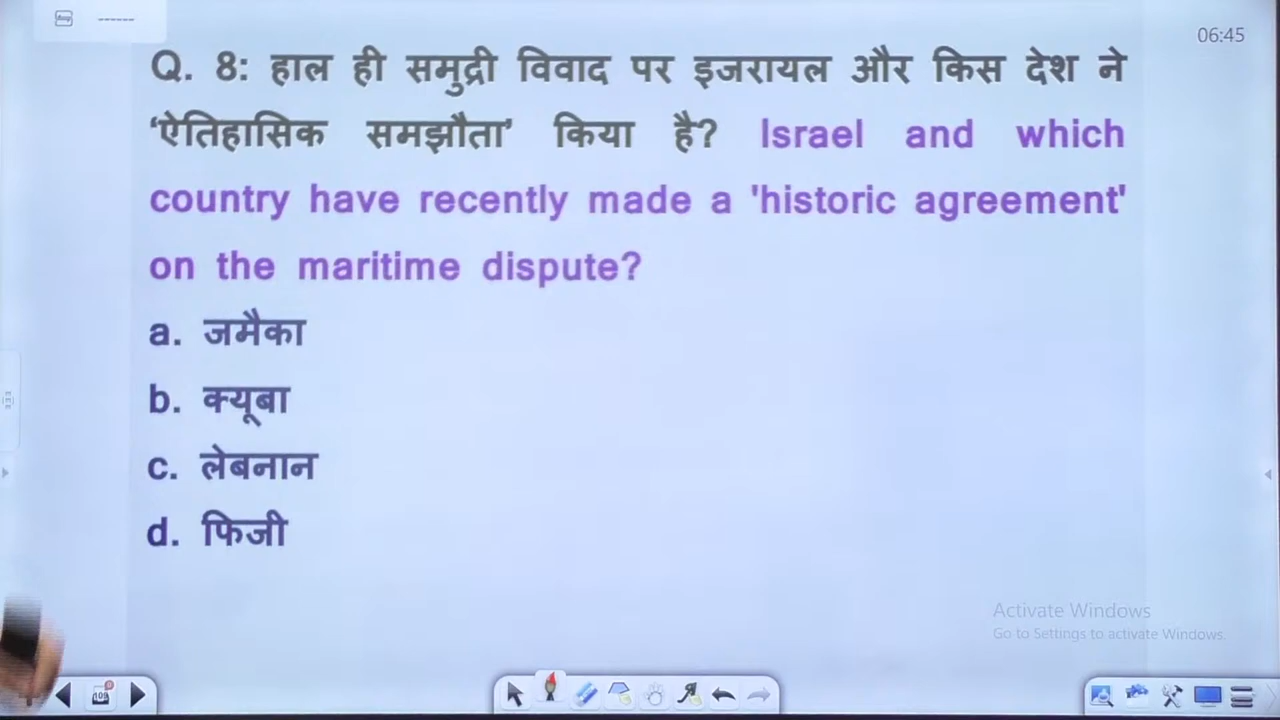 06:45
Q. 8: हाल ही समुद्री विवाद पर इजरायल और किस देश ने
‘ऐतिहासिक समझौता’ किया है? Israel and which
country have recently made a 'historic agreement'
on the maritime dispute?
a. जमैका
b. क्यूबा
c. लेबनान
d. फिजी
Activate Windows
Go to Settings to activate Windows.
109